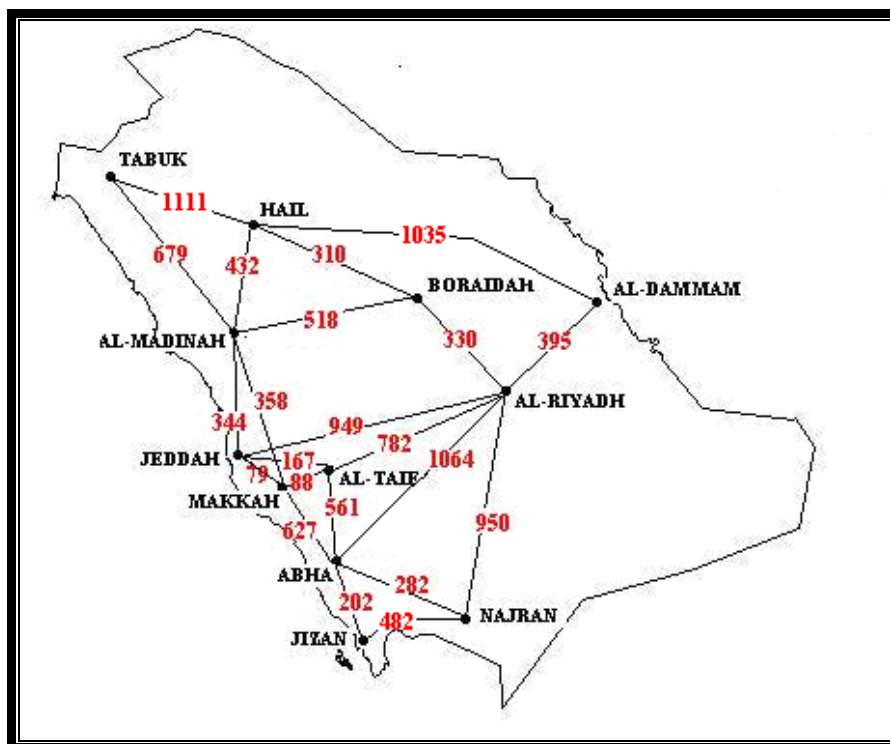 TABUK
1111
HAIL
1035
679
432
310
BORAIDAH
AL-DAMMAM
518
AL-MADINAH
330
395
358
AL-RIYADH
344
949
782
1064
JEDDAH
167
79
88
AL-TAIF
MAKKAH
561
627
950
ABHA
282
202
NAJRAN
482
JIZAN